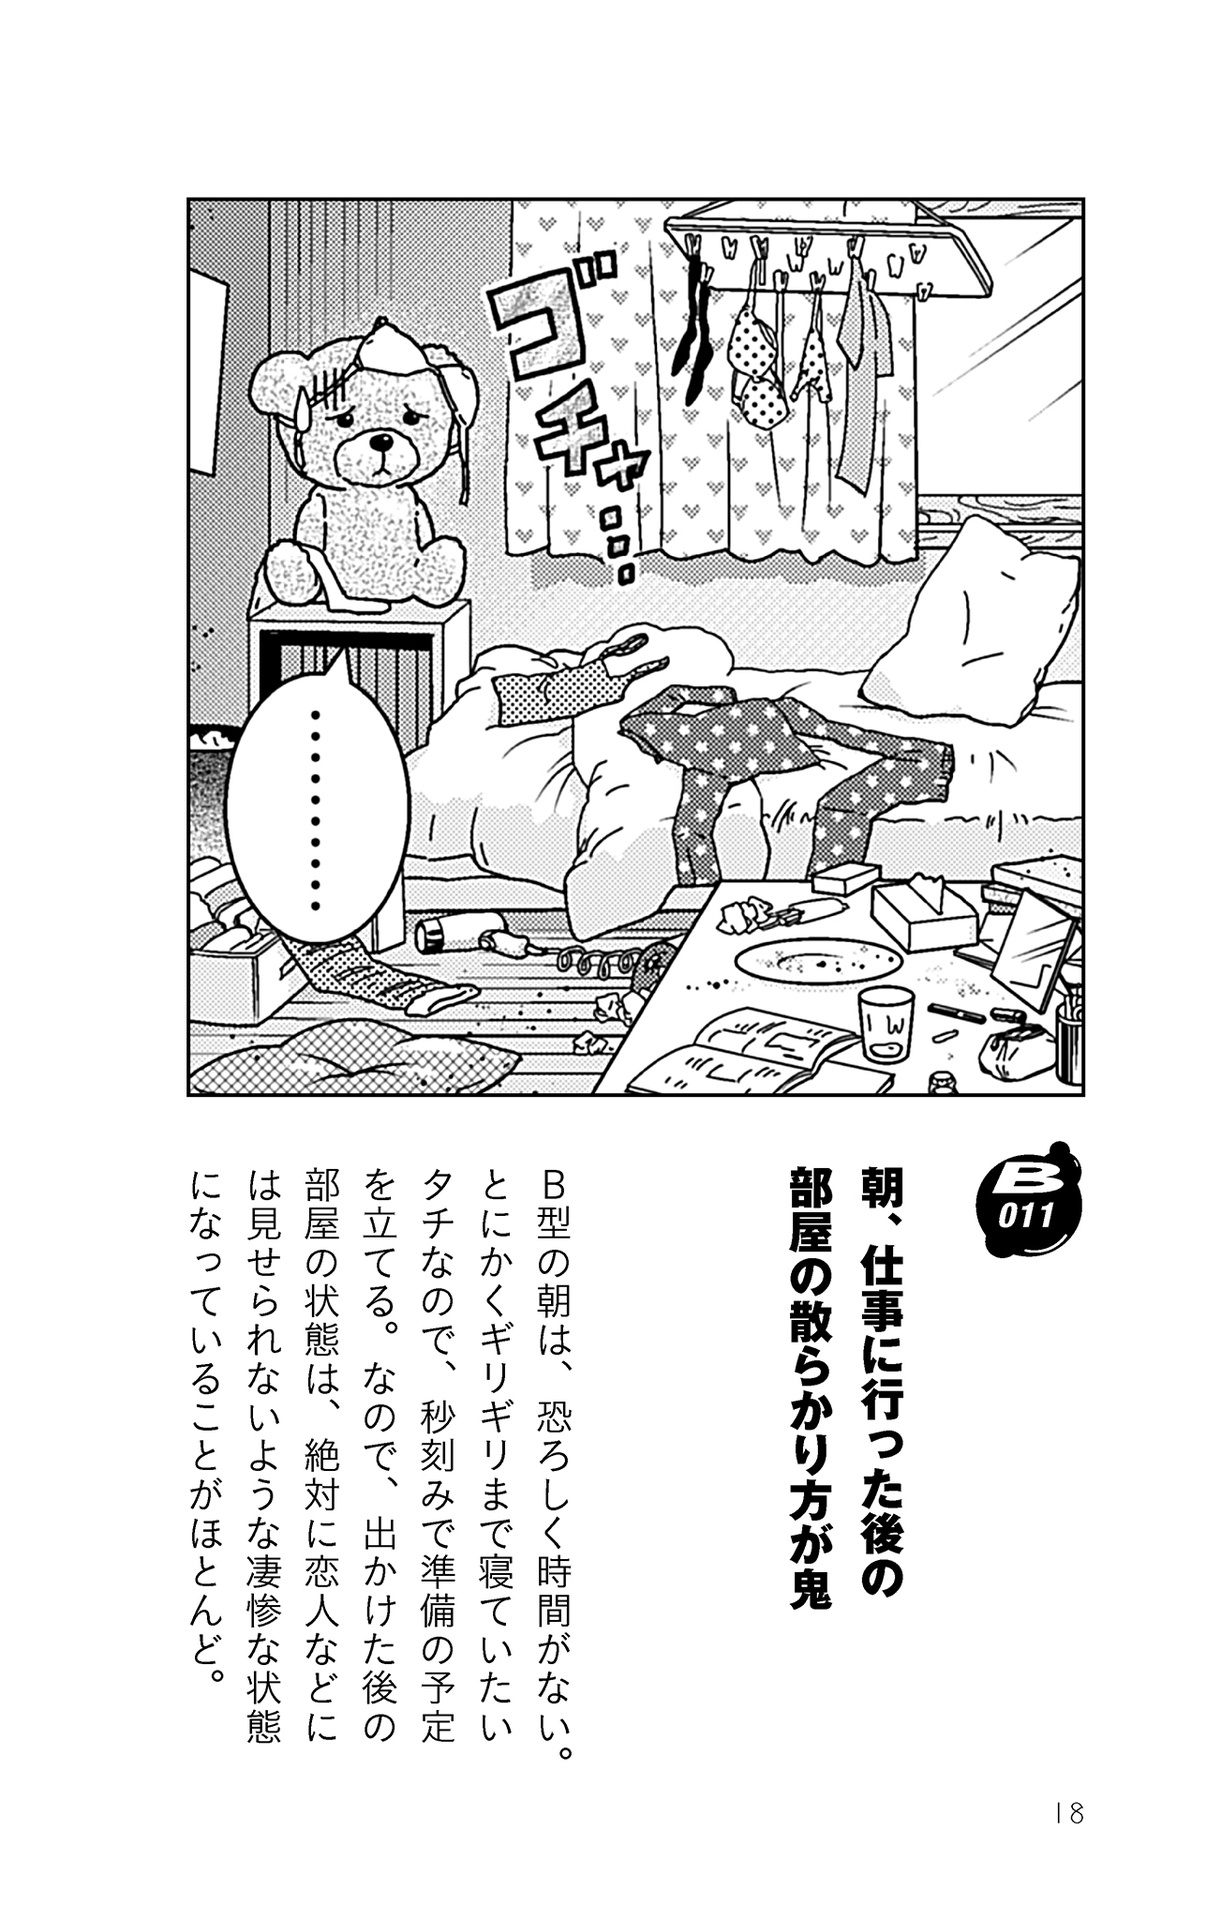 ゴチャ…
…………
B
011
朝、仕事に行った後の
部屋の散らかり方が鬼
B型の朝は、恐ろしく時間がない。
とにかくギリギリまで寝ていたい
タチなので、秒刻みで準備の予定
を立てる。なので、出かけた後の
部屋の状態は、絶対に恋人などに
は見せられないような凄惨な状態
になっていることがほとんど。
18